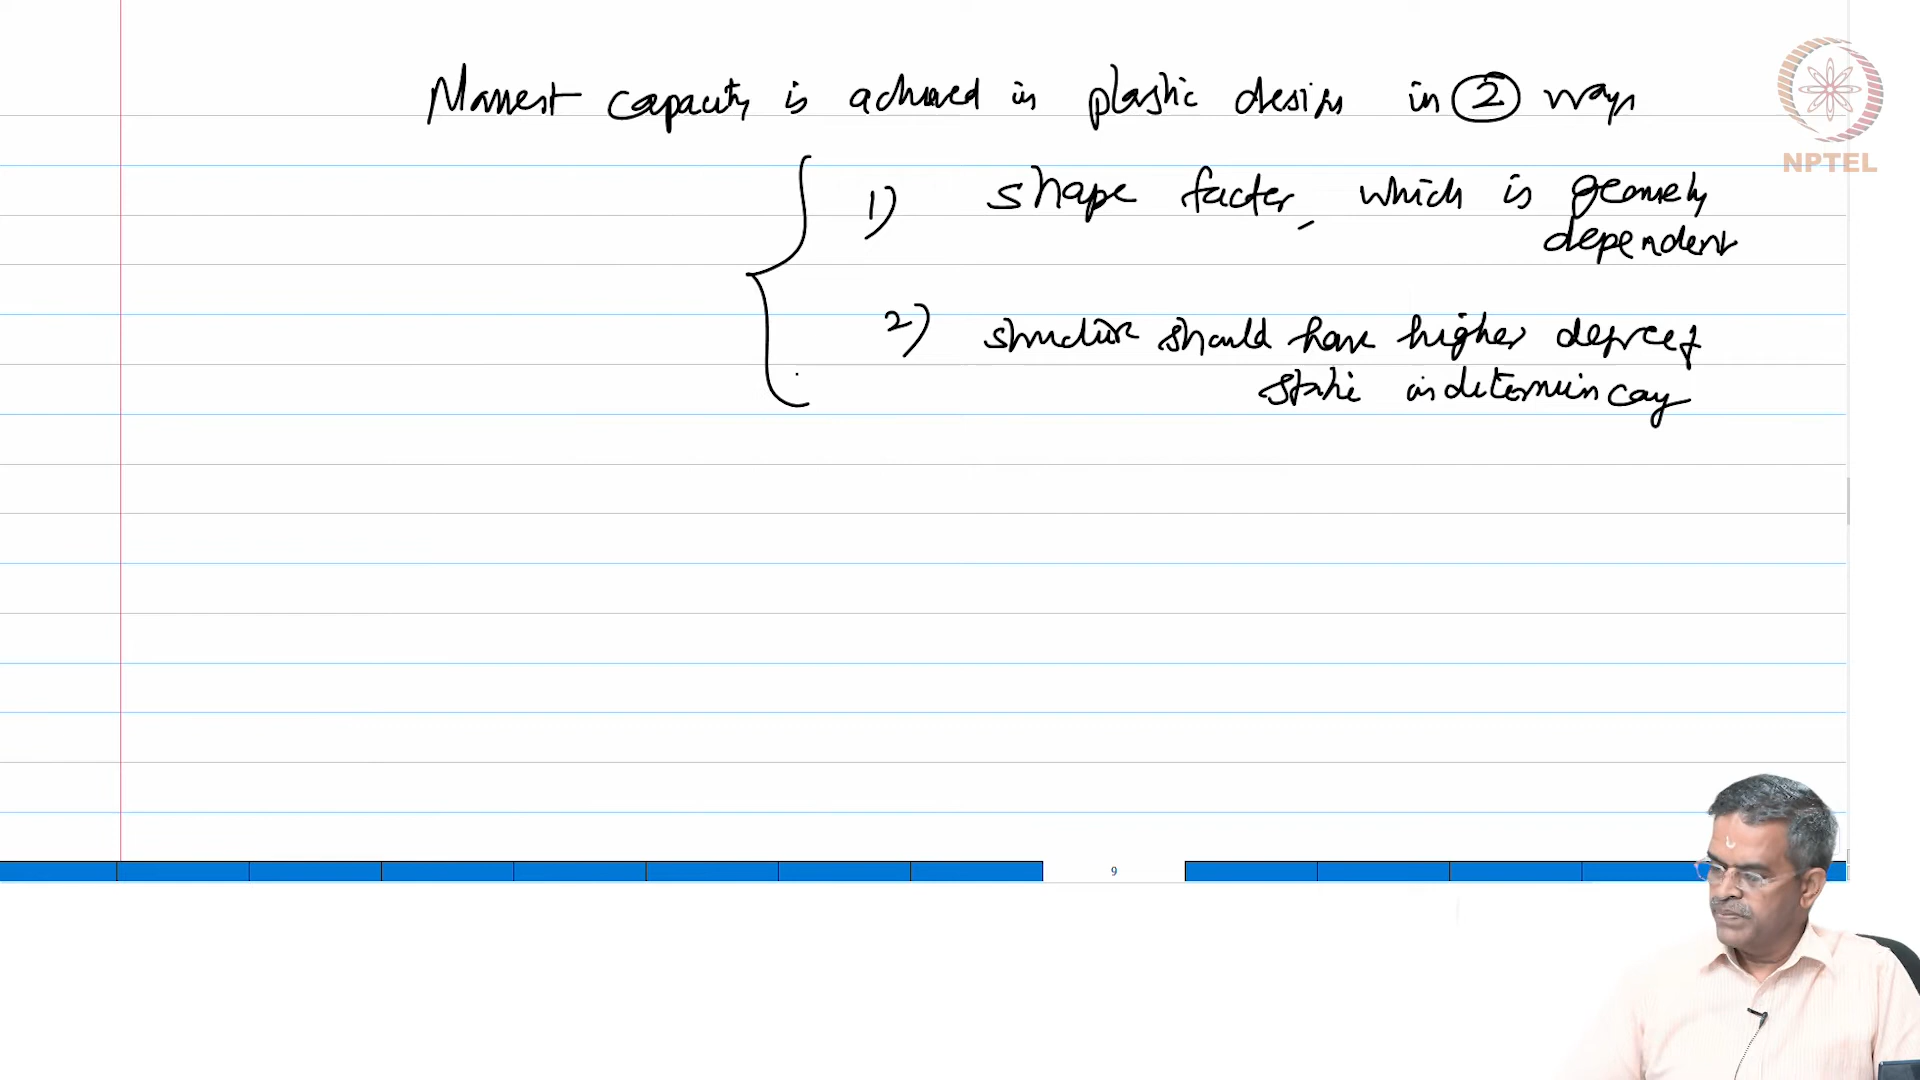 Moment capacity is achieved in plastic design in 2 ways
NPTEL
1) shape factor, which is geometry
dependent
2) structure should have higher degree of
static indetermincay
9